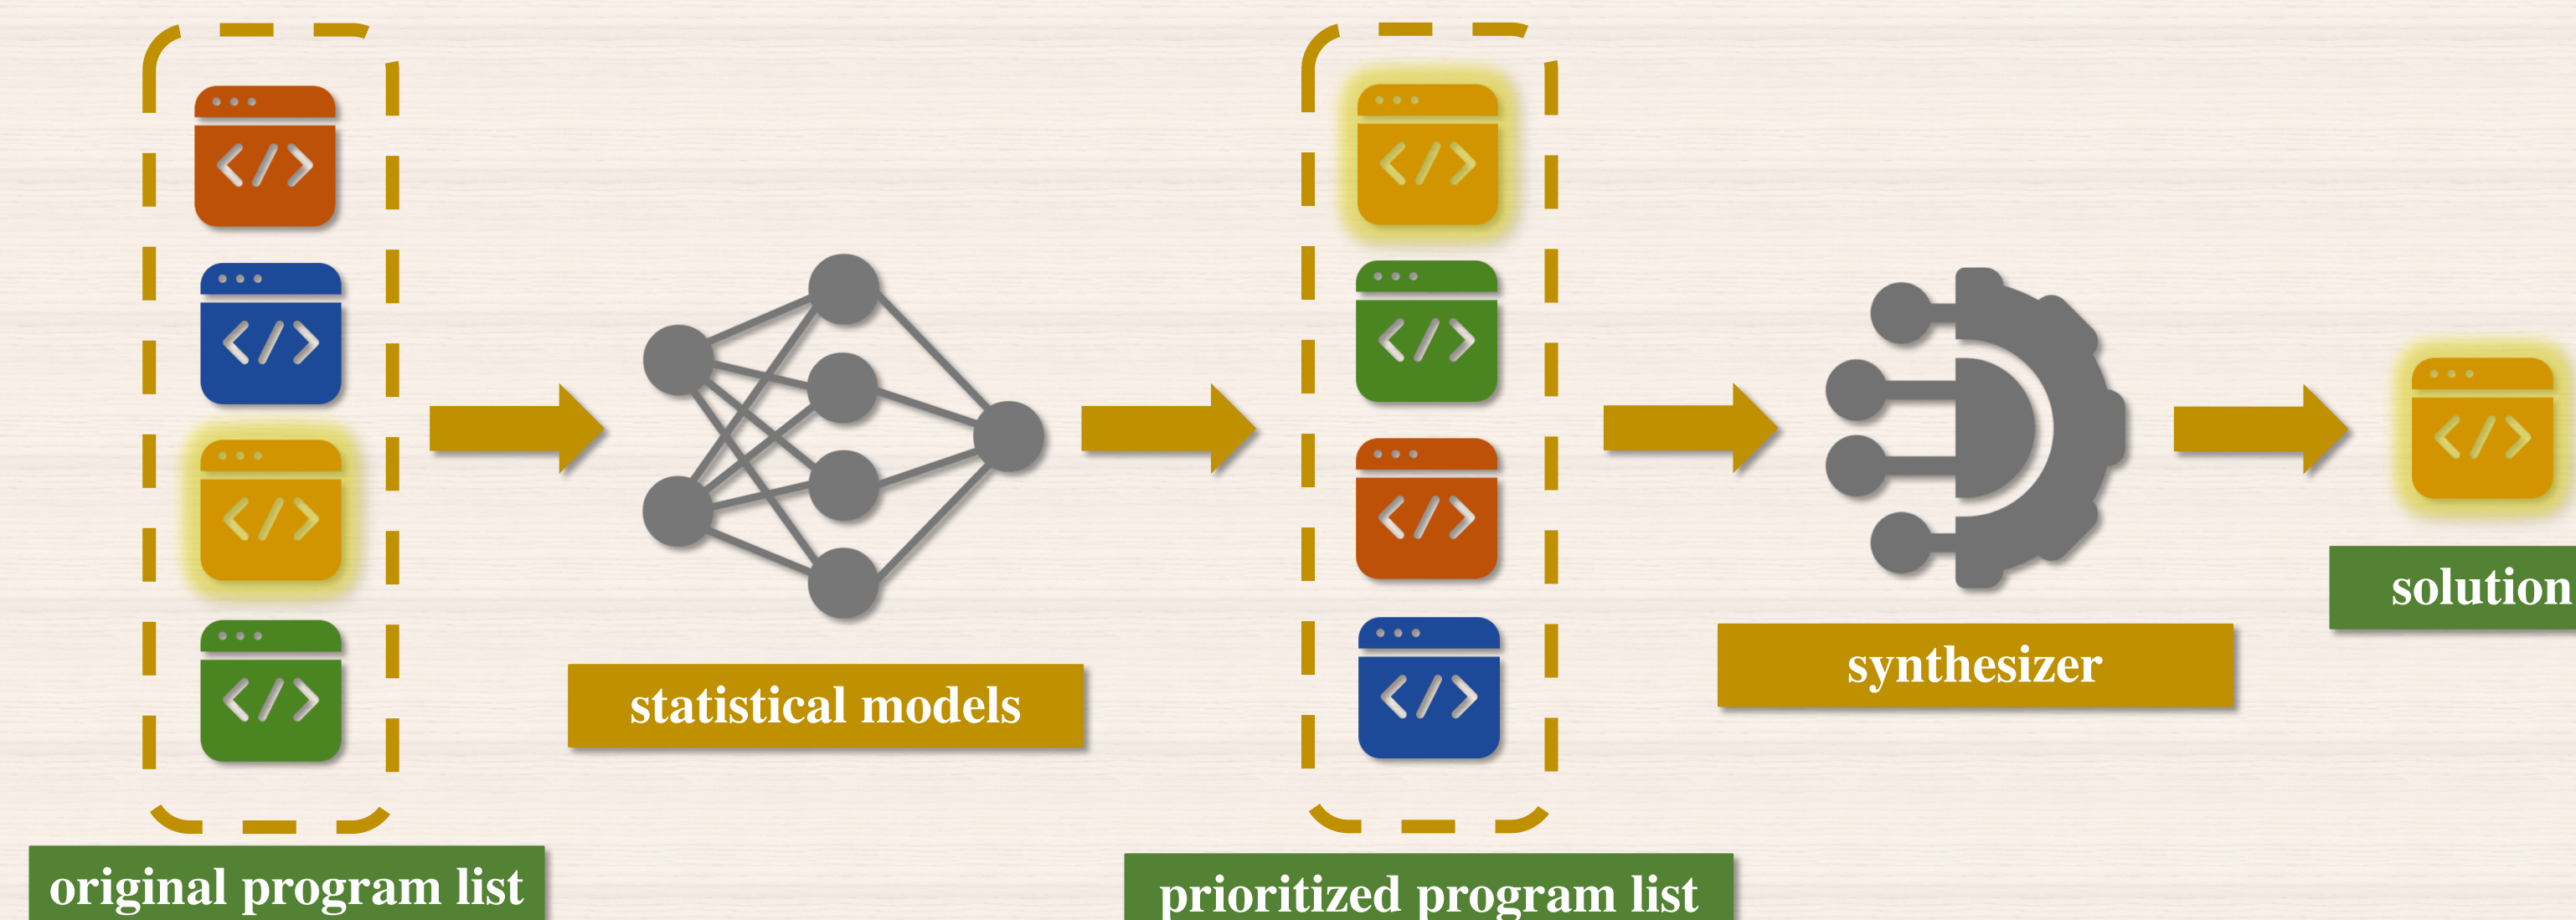 original program list
statistical models
prioritized program list
synthesizer
solution